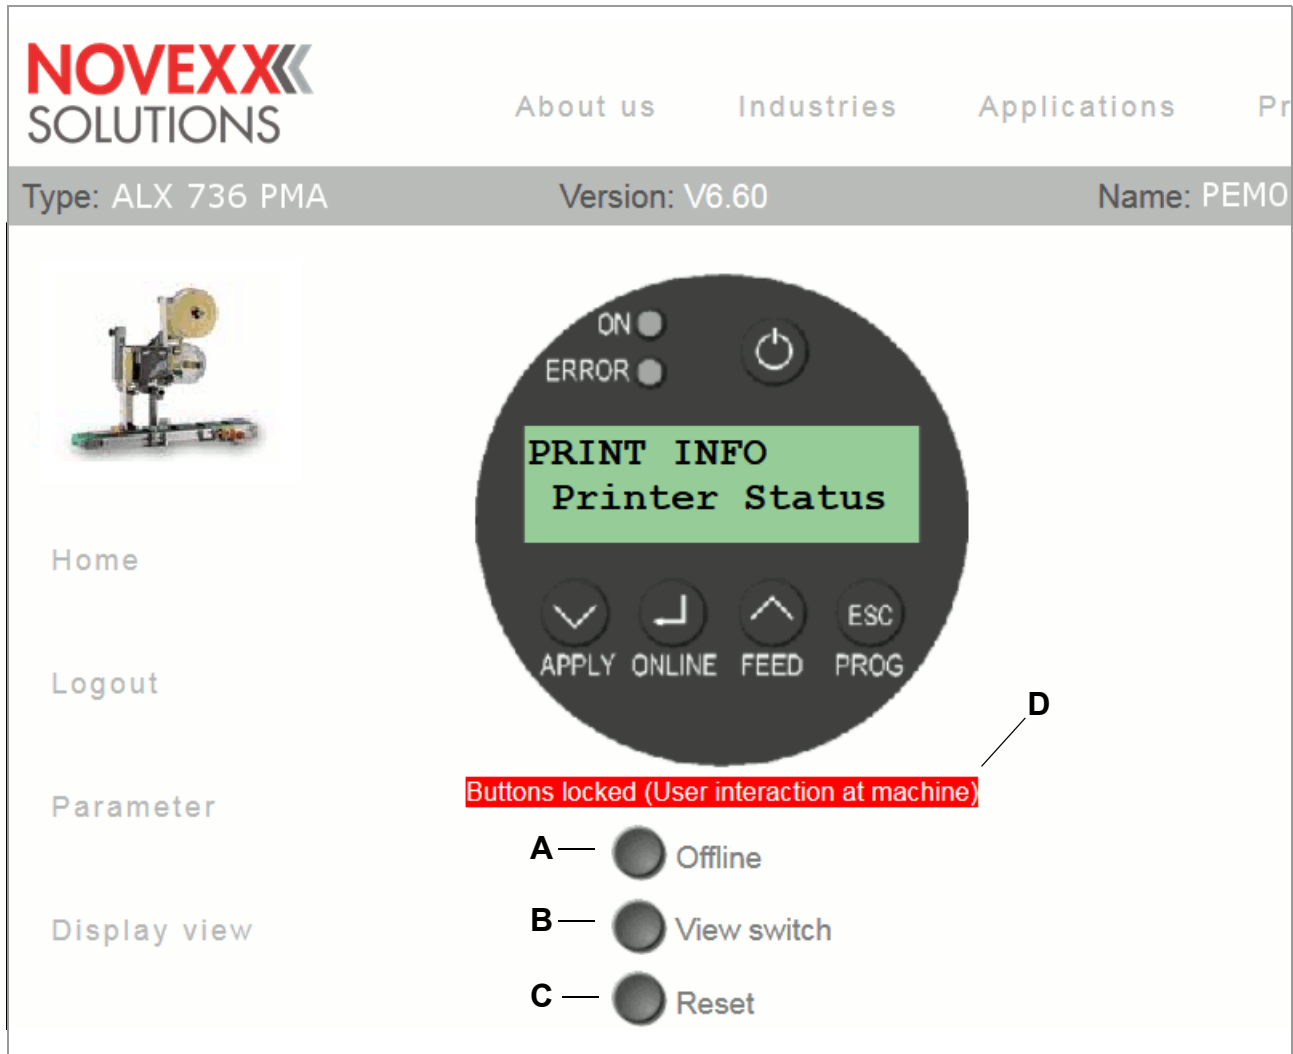 NOVEXX
SOLUTIONS
About us Industries Applications Pr
Type: ALX 736 PMA Version: V6.60 Name: PEM0
ON
ERROR
PRINT INFO
Printer Status
ESC
APPLY ONLINE FEED PROG
Home
Logout
Parameter
Display view
D
Buttons locked (User interaction at machine)
A Offline
B View switch
C Reset